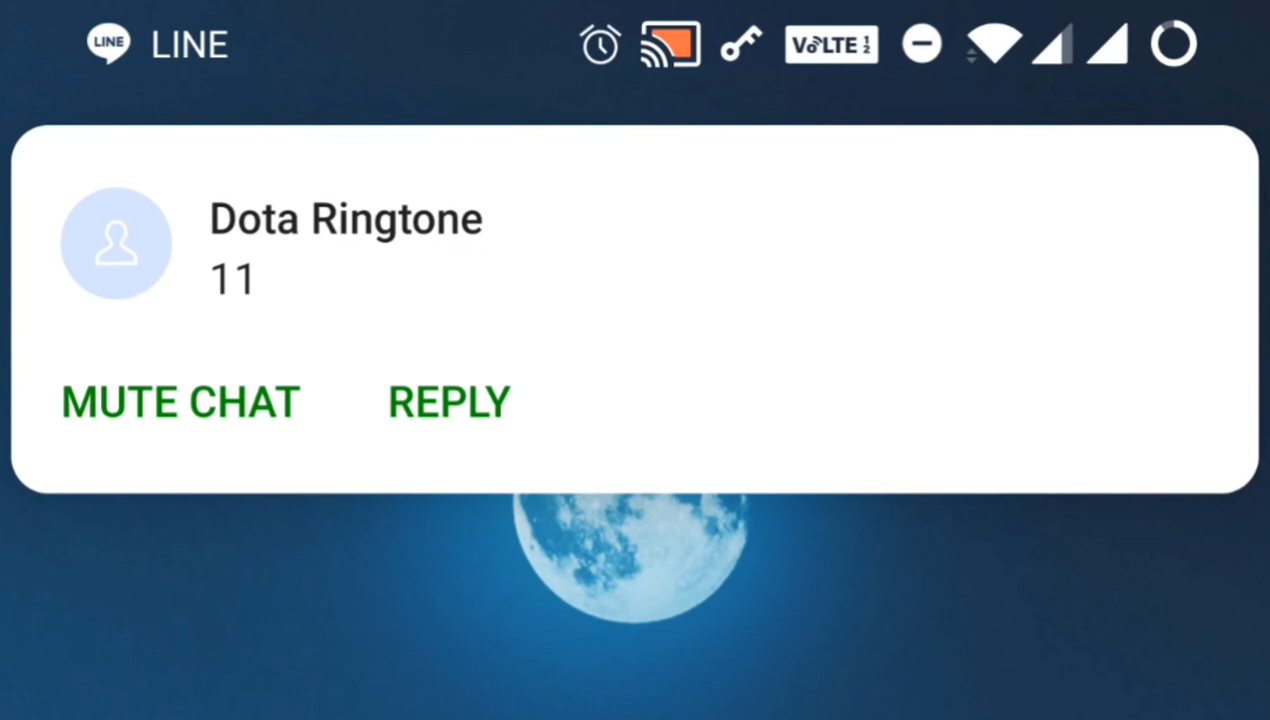 LINE LINE
VoLTE 1 2
Dota Ringtone
11
MUTE CHAT REPLY